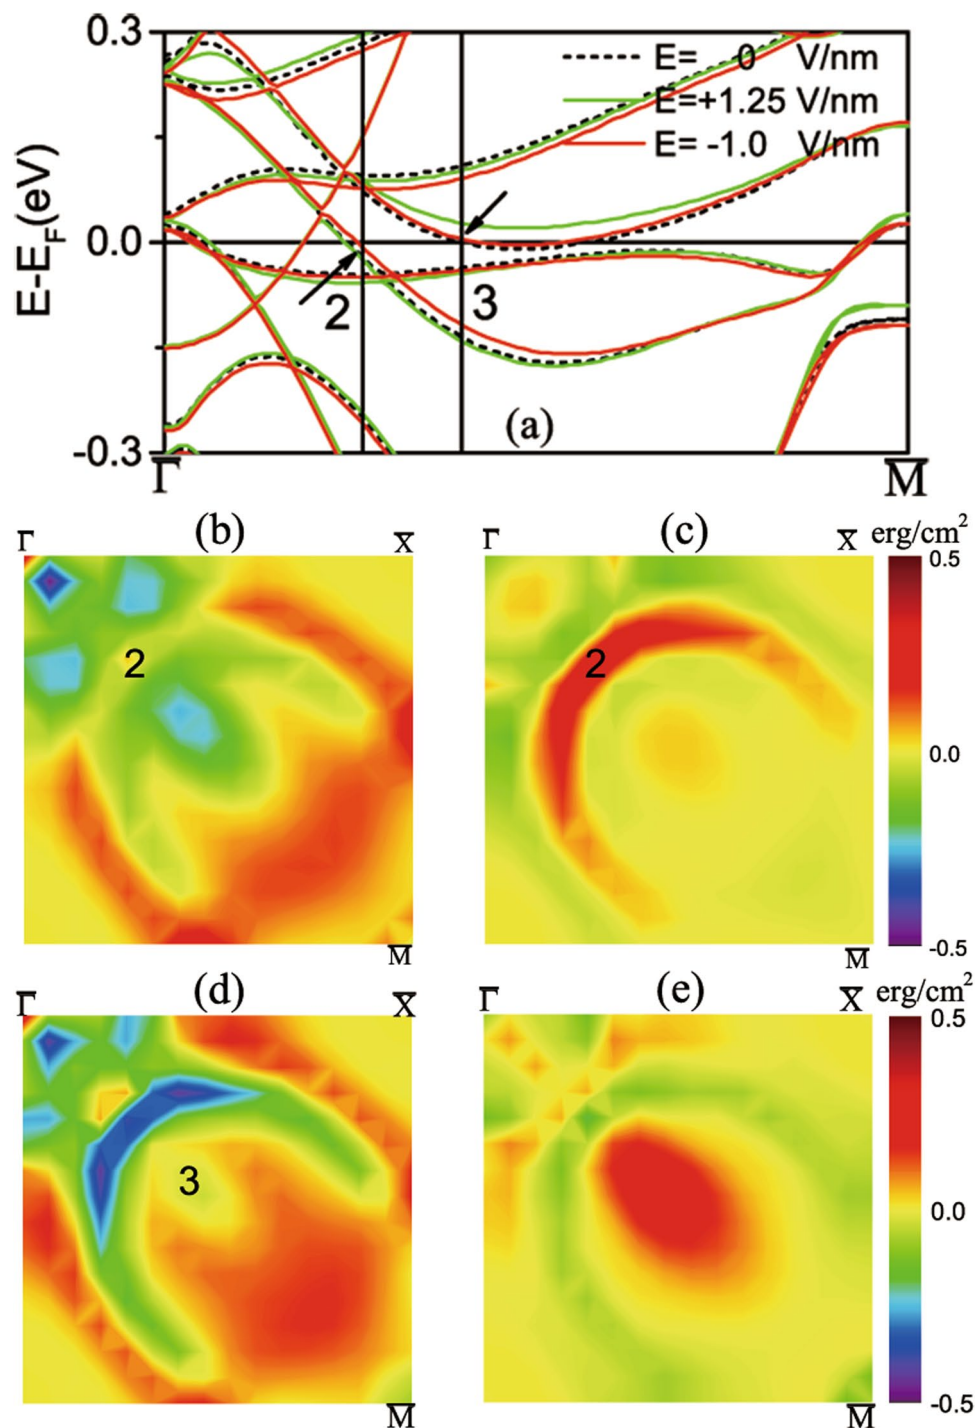 0.3
E= 0 V/nm
E=+1.25 V/nm
E= -1.0 V/nm
E-E_F(eV)
0.0
2
3
(a)
-0.3
Γ̅
M̅
(b)
(c)
erg/cm²
Γ̅
X̅
Γ̅
X̅
0.5
2
2
0.0
-0.5
M̅
M̅
(d)
(e)
erg/cm²
Γ̅
X̅
Γ̅
X̅
0.5
3
0.0
-0.5
M̅
M̅